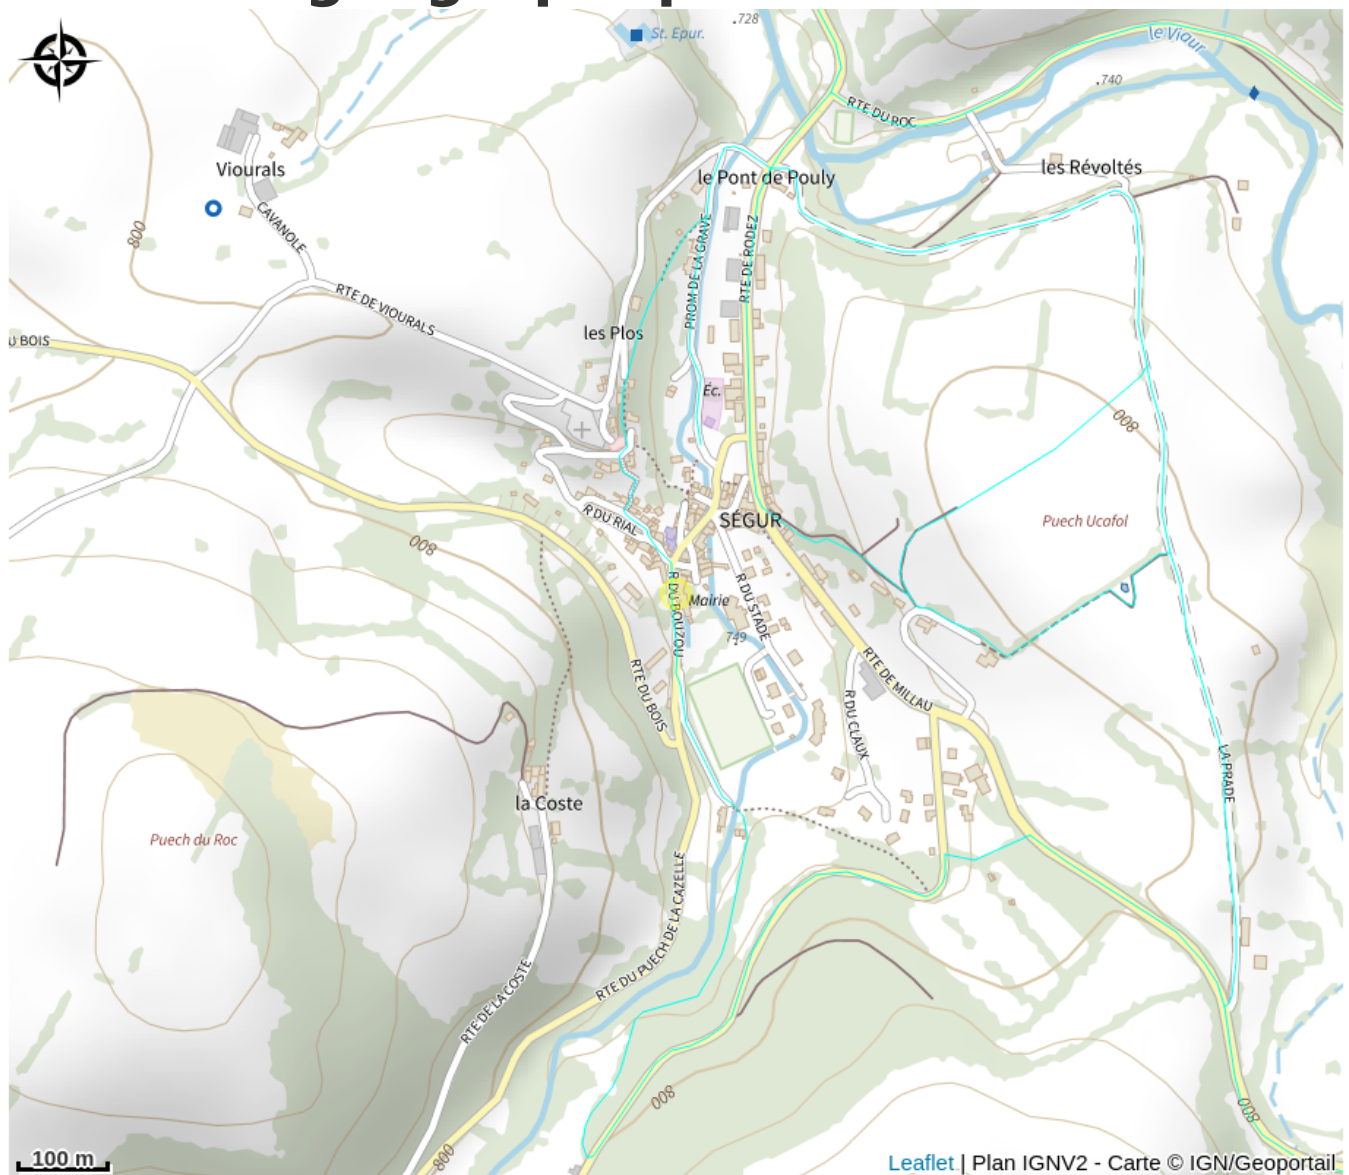 .728
St. Epur.
le Viaur
.740
RTE DU ROC
Viourals
le Pont de Pouly
les Révoltés
CAVANOLE
800
PROM DE LA GRAVE
RTE DE RODEZ
RTE DE VIOURALS
les Plos
U BOIS
Éc.
800
R DU RIAL
SÉGUR
Puech Ucafol
800
R DU BOUZOU
Mairie
R DU STADE
749
RTE DU BOIS
RTE DE MILLAU
R DU CLAUX
LA PRADE
la Coste
Puech du Roc
RTE DU PUECH DE LA CAZELLE
RTE DE LA COSTE
800
800
800
100 m
Leaflet | Plan IGNV2 - Carte © IGN/Geoportail